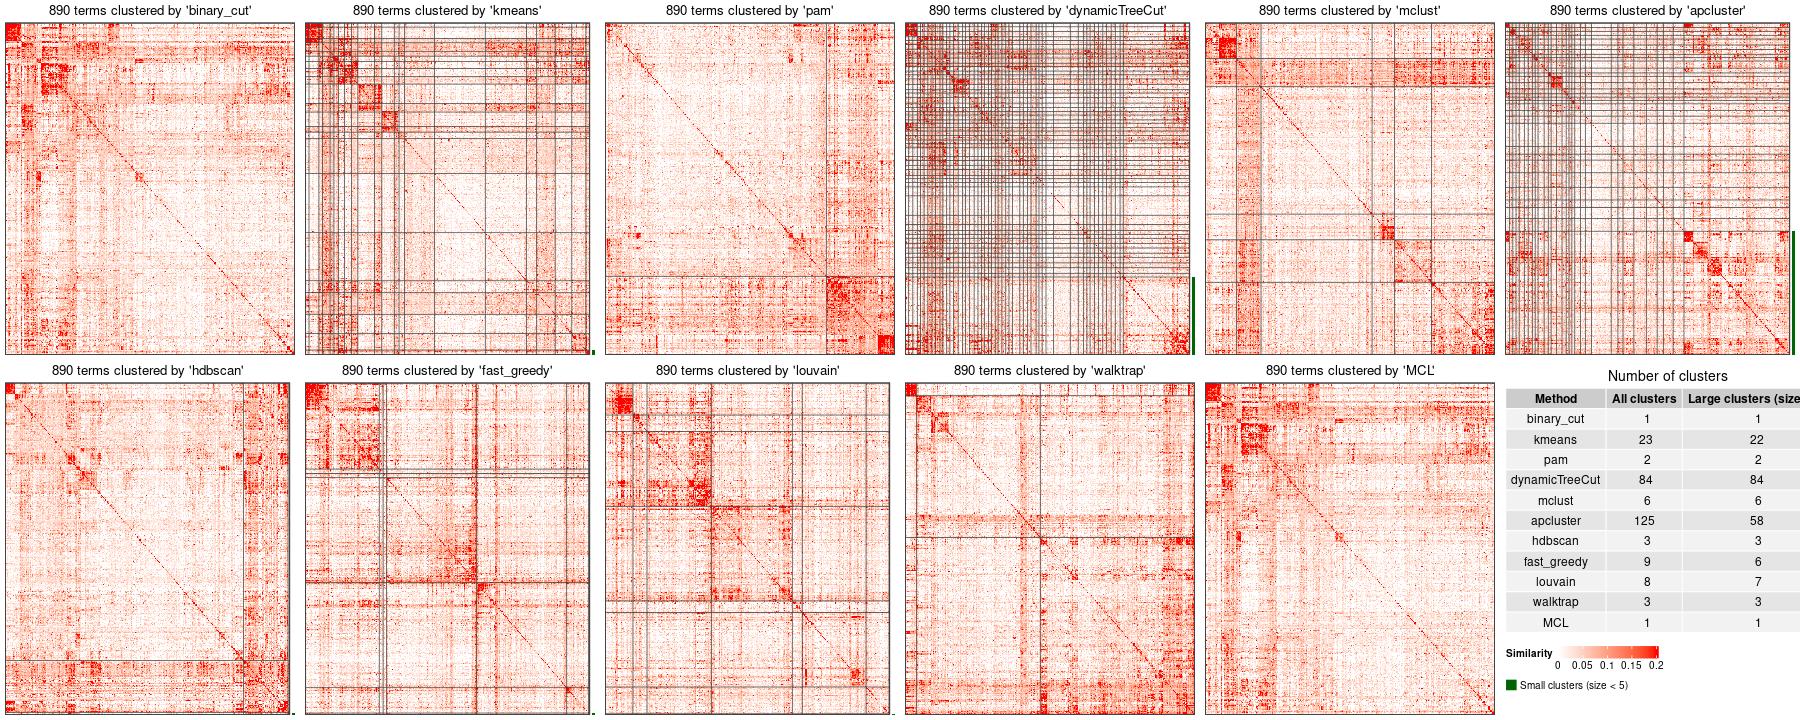 890 terms clustered by 'binary_cut'
890 terms clustered by 'kmeans'
890 terms clustered by 'pam'
890 terms clustered by 'dynamicTreeCut'
890 terms clustered by 'mclust'
890 terms clustered by 'apcluster'
890 terms clustered by 'hdbscan'
890 terms clustered by 'fast_greedy'
890 terms clustered by 'louvain'
890 terms clustered by 'walktrap'
890 terms clustered by 'MCL'
Number of clusters
Method All clusters Large clusters (size
binary_cut 1 1
kmeans 23 22
pam 2 2
dynamicTreeCut 84 84
mclust 6 6
apcluster 125 58
hdbscan 3 3
fast_greedy 9 6
louvain 8 7
walktrap 3 3
MCL 1 1
Similarity
0 0.05 0.1 0.15 0.2
Small clusters (size < 5)